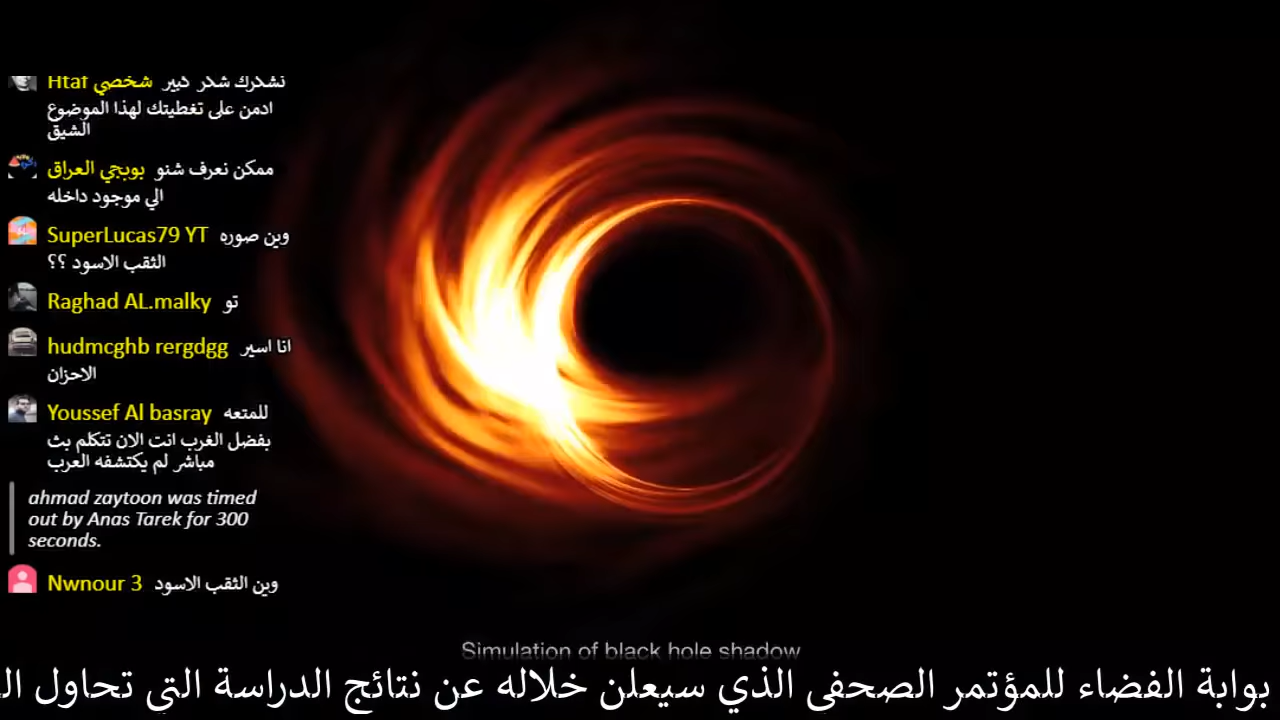 Htaf شخصي نشكرك شكر كبير
ادمن على تغطيتك لهذا الموضوع
الشيق
بوبجي العراق ممكن نعرف شنو
الي موجود داخله
SuperLucas79 YT وين صوره
الثقب الاسود ؟؟
Raghad AL.malky تو
hudmcghb rergdgg انا اسير
الاحزان
Youssef Al basray للمتعه
بفضل الغرب انت الان تتكلم بث
مباشر لم يكتشفه العرب
ahmad zaytoon was timed
out by Anas Tarek for 300
seconds.
Nwnour 3 وين الثقب الاسود
Simulation of black hole shadow
بوابة الفضاء للمؤتمر الصحفى الذي سيعلن خلاله عن نتائج الدراسة التي تحاول